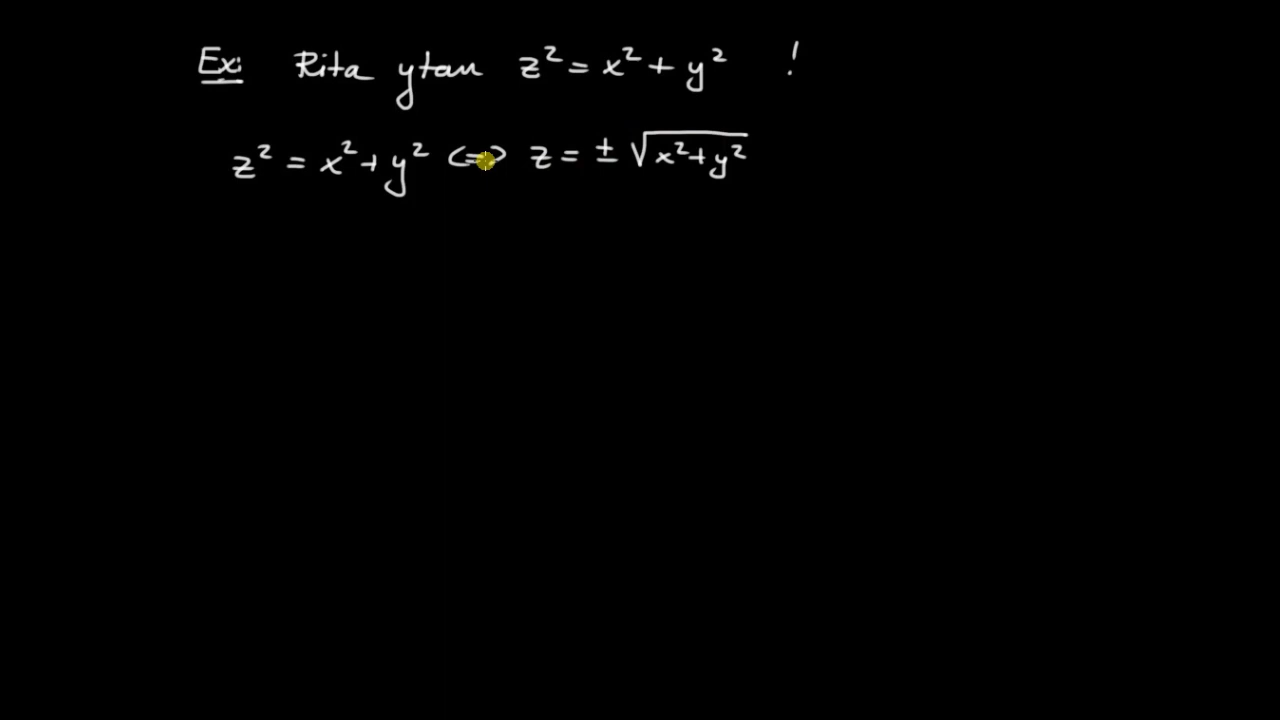 Ex: Rita ytan z² = x² + y² !
z² = x² + y² ⇔ z = ± √(x² + y²)